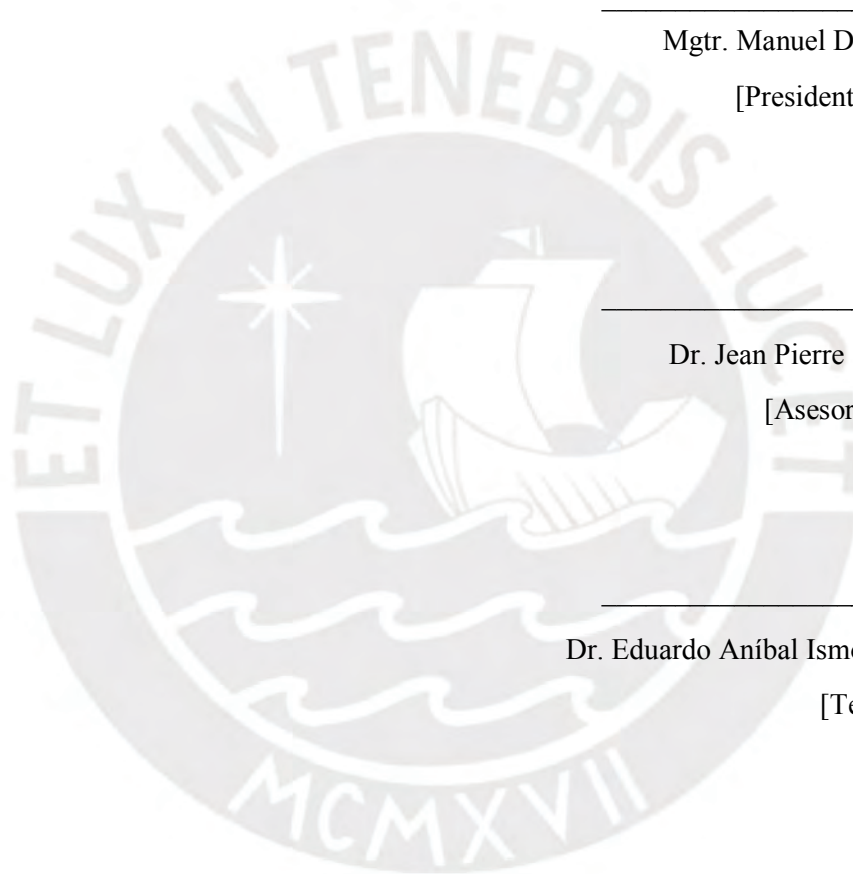 Mgtr. Manuel D
[President
Dr. Jean Pierre
[Asesor
Dr. Eduardo Aníbal Ism
[Te
ET LUX IN TENEBRIS LUCET
MCMXVII